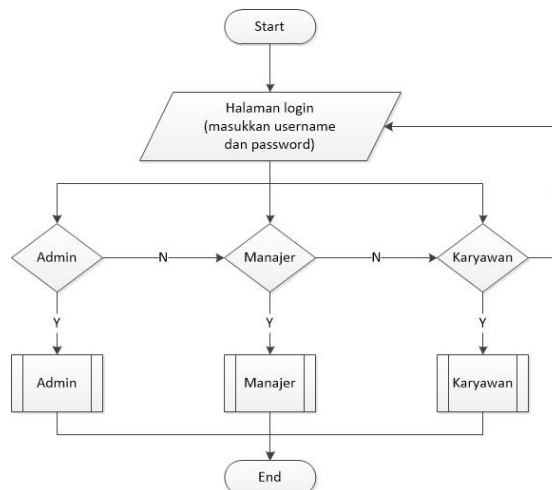 Start
Halaman login
(masukkan username
dan password)
Admin
N
Manajer
N
Karyawan
Y
Y
Y
Admin
Manajer
Karyawan
End